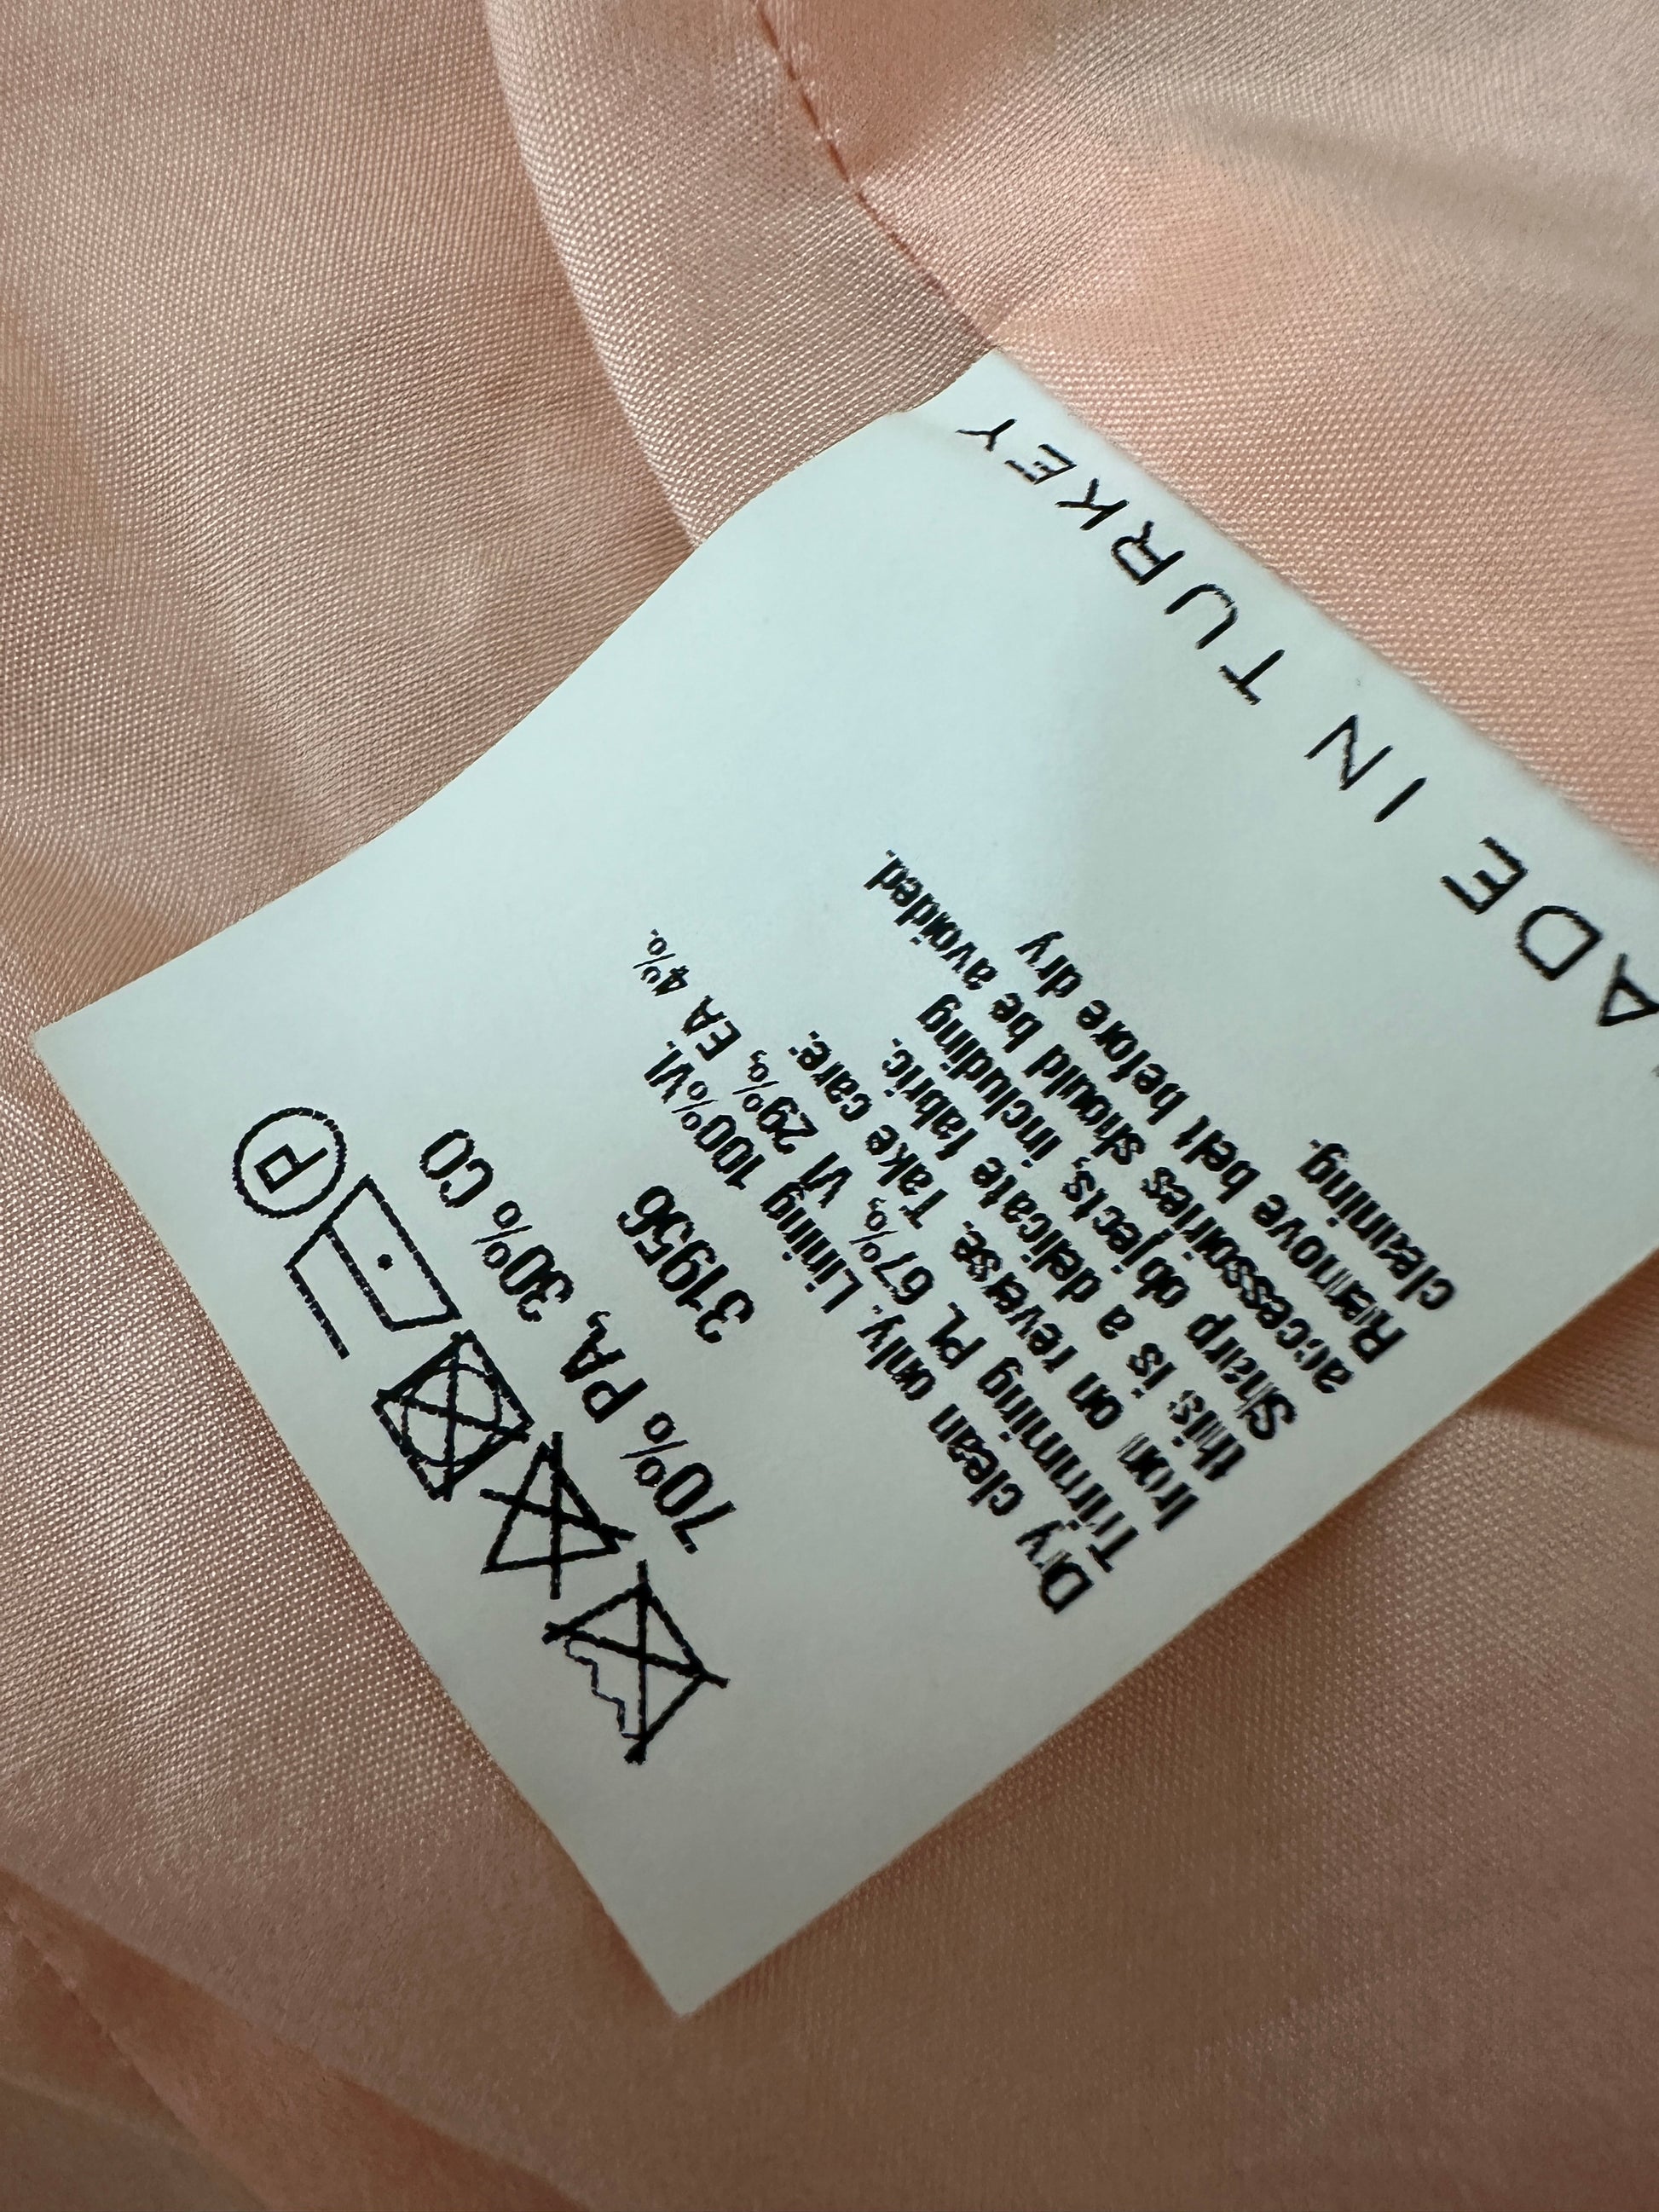 P
70% PA, 30% CO
31956
Dry clean only. Lining 100%VI.
Trimming PL 67%, VI 29%, EA 4%.
Iron on reverse. Take care:
this is a delicate fabric.
Sharp objects, including
accessories should be avoided.
Remove belt before dry
cleaning.
ADE IN TURKEY